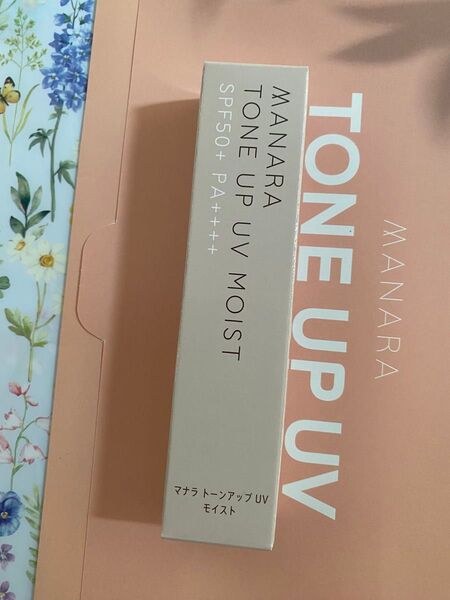 MANARA
TONE UP UV MOIST
SPF50+ PA++++
マナラ トーンアップ UV
モイスト
MANARA
TONE UP UV